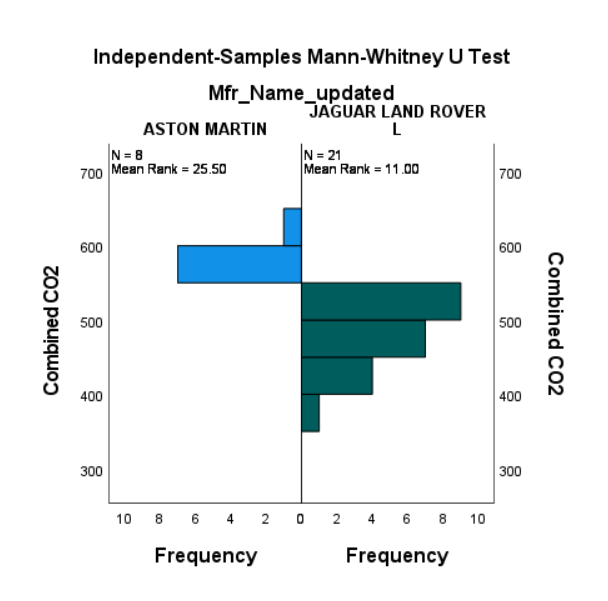 Independent-Samples Mann-Whitney U Test
Mfr_Name_updated
ASTON MARTIN
JAGUAR LAND ROVER
L
N = 8
Mean Rank = 25.50
N = 21
Mean Rank = 11.00
Combined CO2
700
600
500
400
300
700
600
500
400
300
Combined CO2
10 8 6 4 2 0 2 4 6 8 10
Frequency Frequency